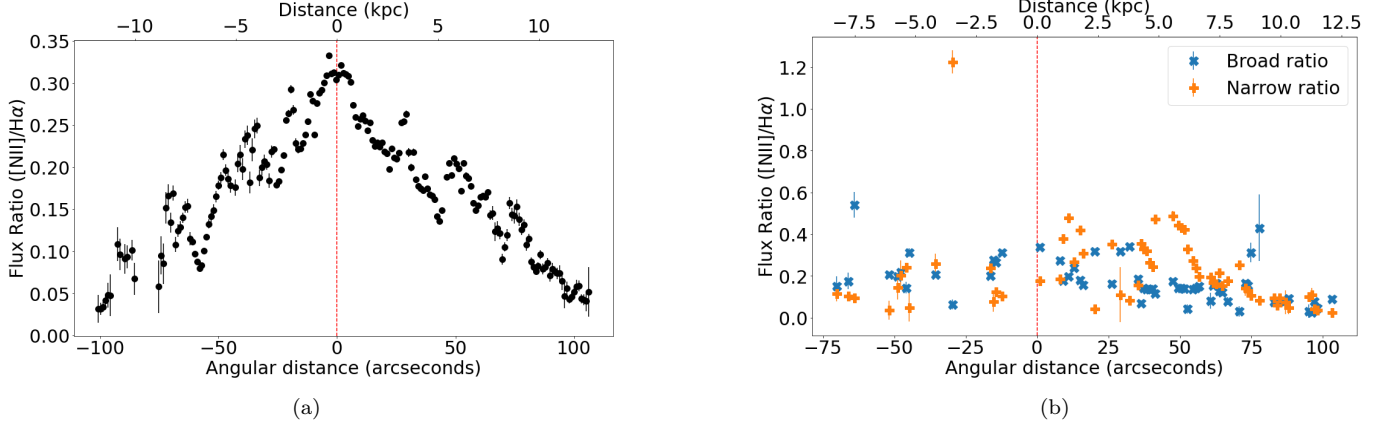 Distance (kpc)
−10 −5 0 5 10
0.35
0.30
0.25
0.20
0.15
0.10
0.05
0.00
Flux Ratio ([NII]/Hα)
−100 −50 0 50 100
Angular distance (arcseconds)
(a)
Distance (kpc)
−7.5 −5.0 −2.5 0.0 2.5 5.0 7.5 10.0 12.5
1.2
1.0
0.8
0.6
0.4
0.2
0.0
Flux Ratio ([NII]/Hα)
Broad ratio
Narrow ratio
−75 −50 −25 0 25 50 75 100
Angular distance (arcseconds)
(b)